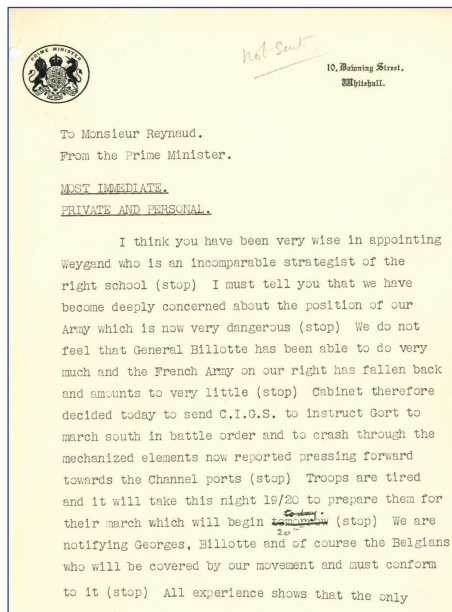 PRIME MINISTER
Not Sent
10, Downing Street,
Whitehall.
To Monsieur Reynaud.
From the Prime Minister.
MOST IMMEDIATE.
PRIVATE AND PERSONAL.
I think you have been very wise in appointing
Weygand who is an incomparable strategist of the
right school (stop) I must tell you that we have
become deeply concerned about the position of our
Army which is now very dangerous (stop) We do not
feel that General Billotte has been able to do very
much and the French Army on our right has fallen back
and amounts to very little (stop) Cabinet therefore
decided today to send C.I.G.S. to instruct Gort to
march south in battle order and to crash through the
mechanized elements now reported pressing forward
towards the Channel ports (stop) Troops are tired
and it will take this night 19/20 to prepare them for
today.
their march which will begin tomorrow (stop) We are
20th
notifying Georges, Billotte and of course the Belgians
who will be covered by our movement and must conform
to it (stop) All experience shows that the only